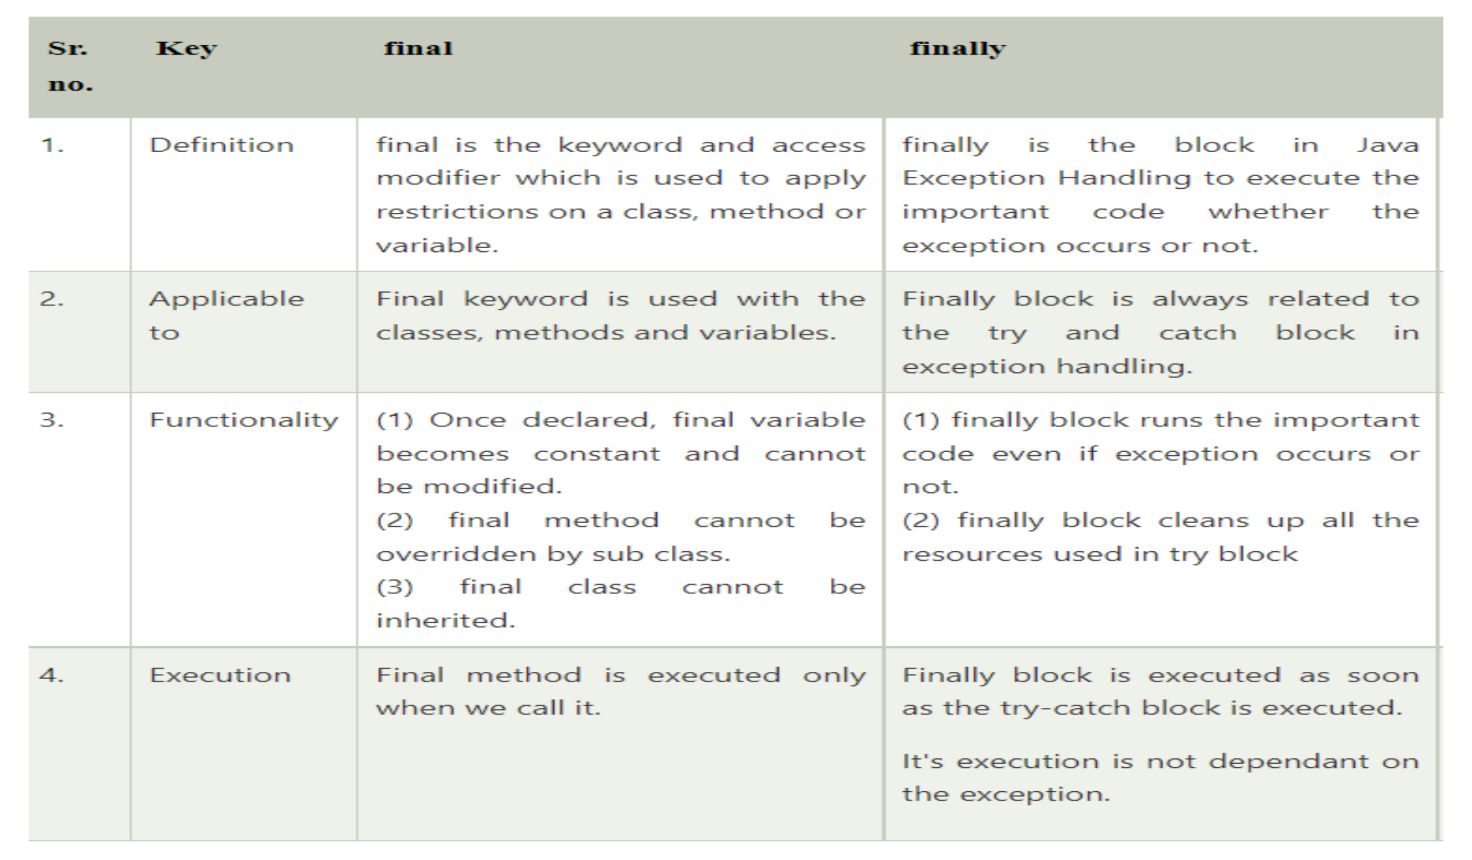 Sr. no.
Key
final
finally
1.
Definition
final is the keyword and access
modifier which is used to apply
restrictions on a class, method or
variable.
finally is the block in Java
Exception Handling to execute the
important code whether the
exception occurs or not.
2.
Applicable
to
Final keyword is used with the
classes, methods and variables.
Finally block is always related to
the try and catch block in
exception handling.
3.
Functionality
(1) Once declared, final variable
becomes constant and cannot
be modified.
(2) final method cannot be
overridden by sub class.
(3) final class cannot be
inherited.
(1) finally block runs the important
code even if exception occurs or
not.
(2) finally block cleans up all the
resources used in try block
4.
Execution
Final method is executed only
when we call it.
Finally block is executed as soon
as the try-catch block is executed.
It's execution is not dependant on
the exception.